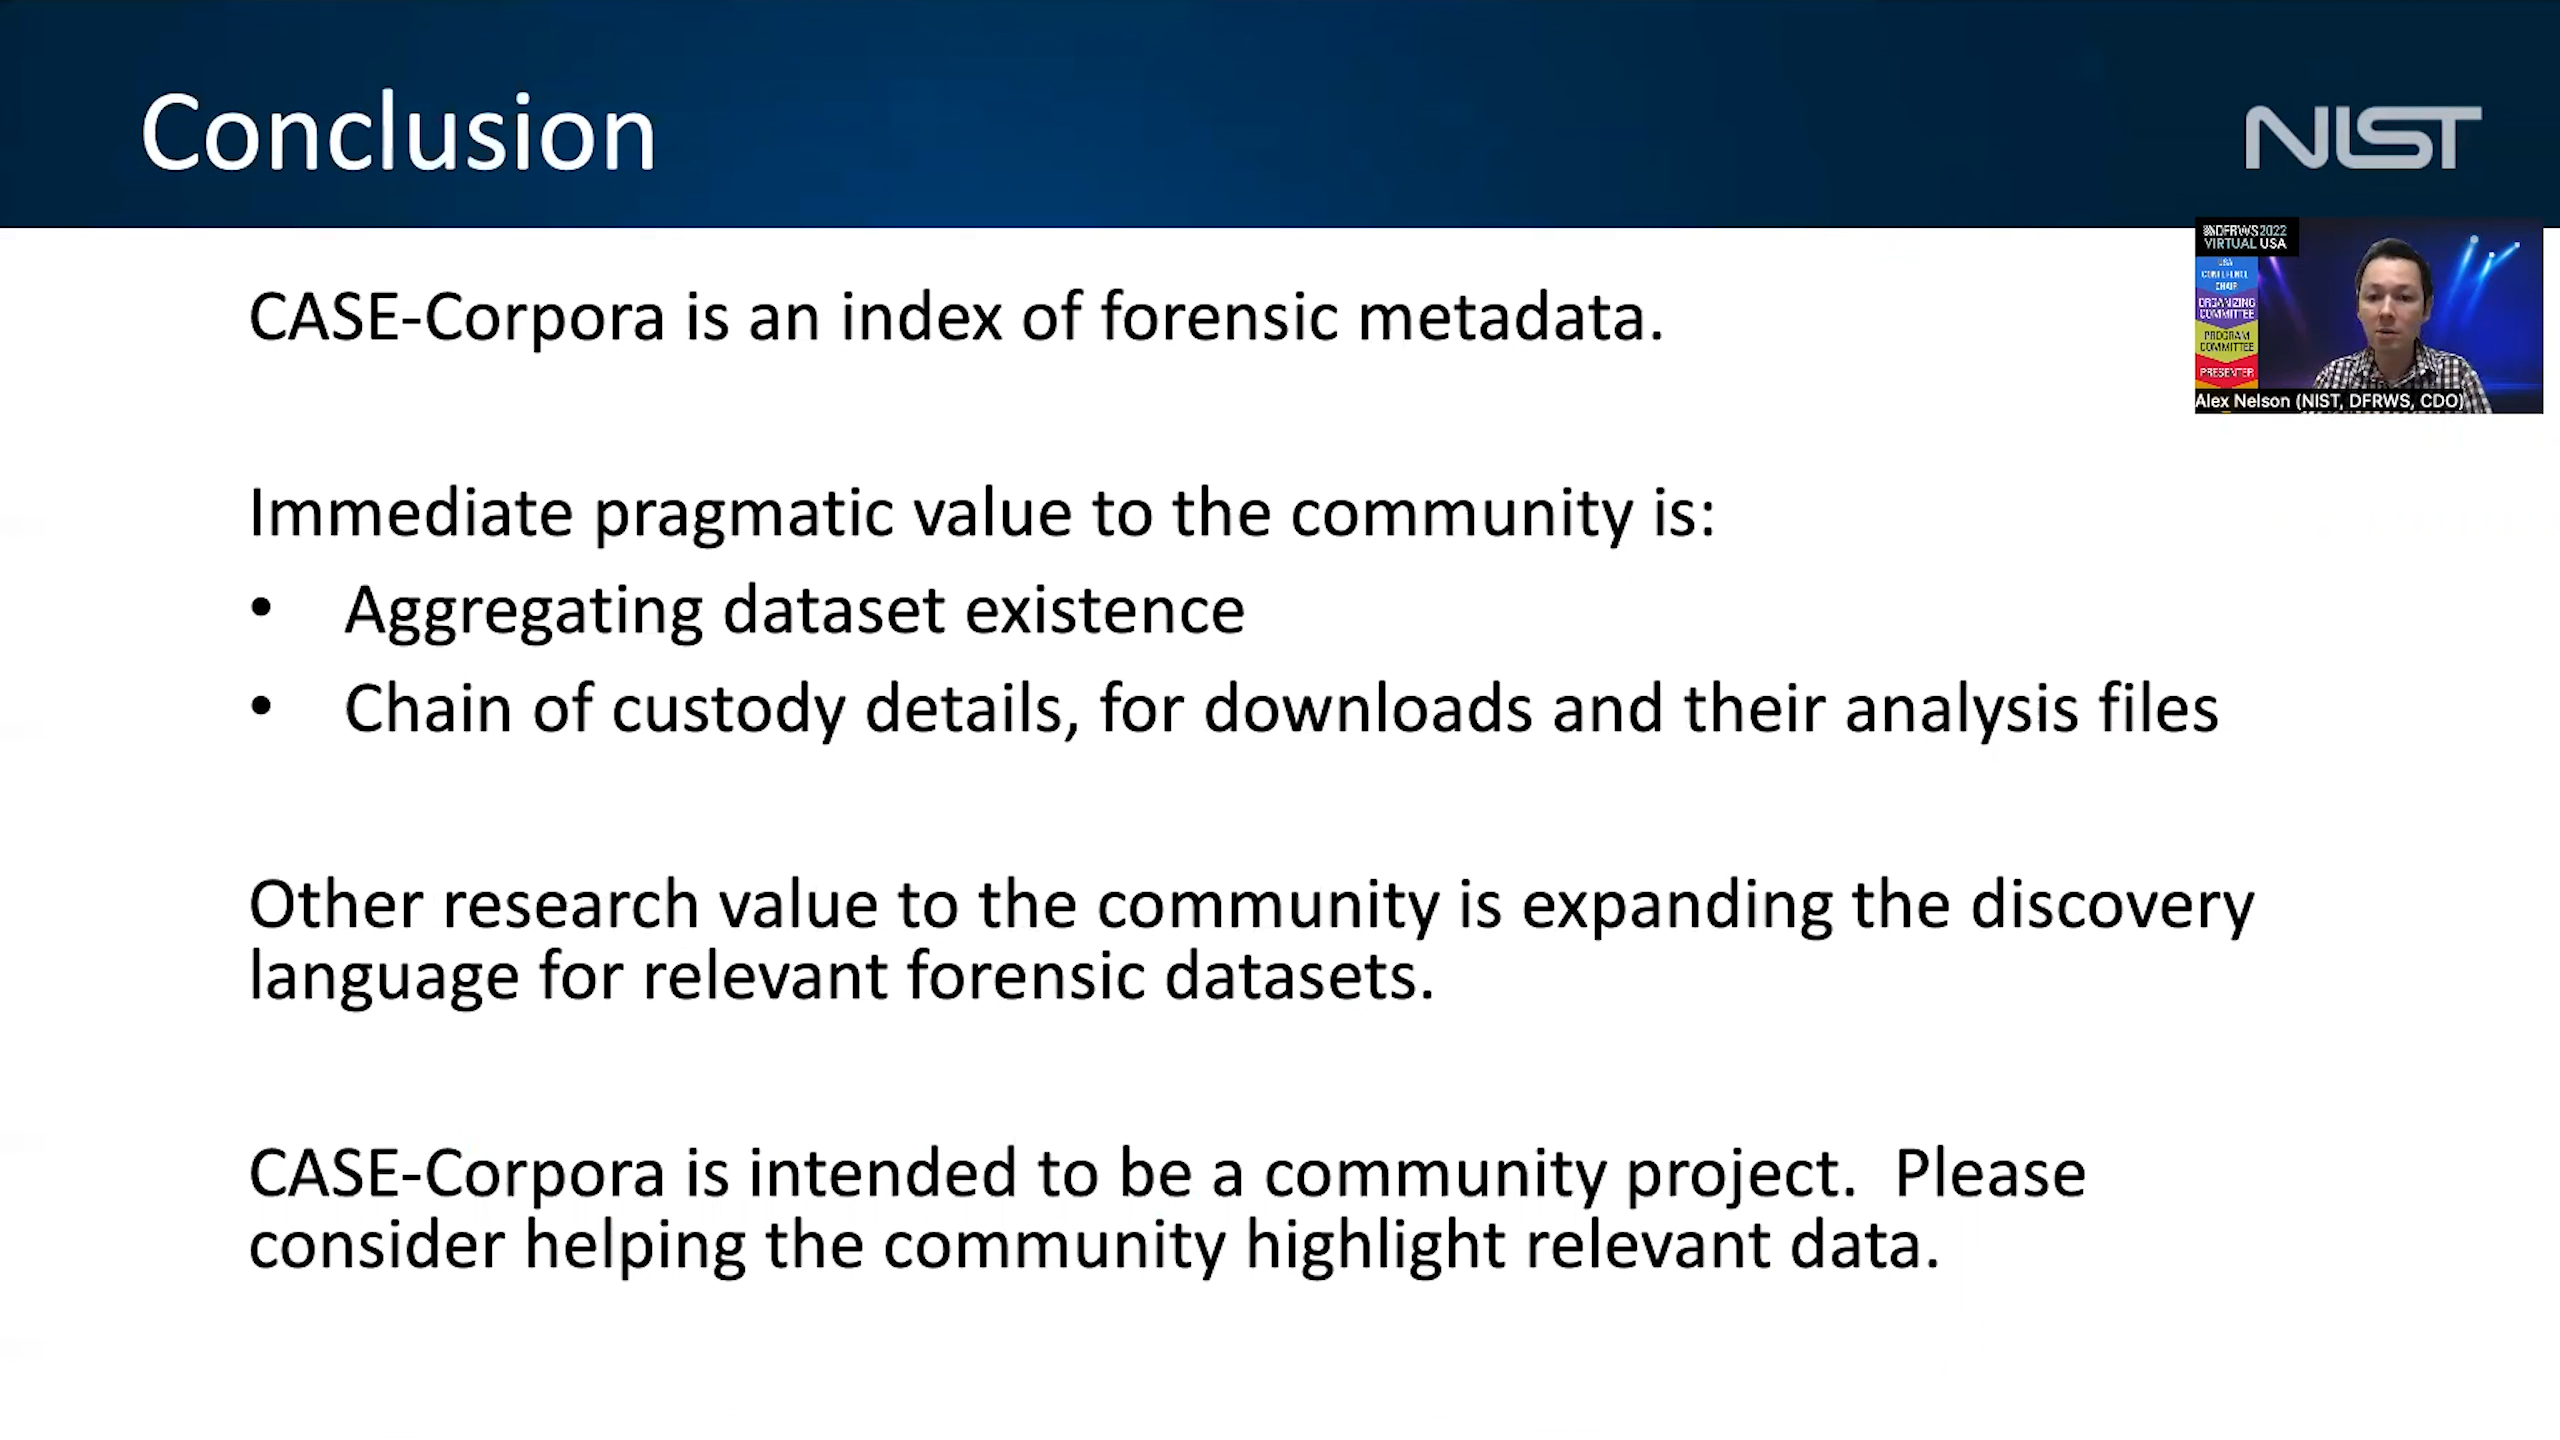 Conclusion
NIST
DFRWS2022
VIRTUAL USA
USA
CONFERENCE
CHAIR
ORGANIZING
COMMITTEE
PROGRAM
COMMITTEE
PRESENTER
Alex Nelson (NIST, DFRWS, CDO)
CASE-Corpora is an index of forensic metadata.
Immediate pragmatic value to the community is:
• Aggregating dataset existence
• Chain of custody details, for downloads and their analysis files
Other research value to the community is expanding the discovery
language for relevant forensic datasets.
CASE-Corpora is intended to be a community project.  Please
consider helping the community highlight relevant data.